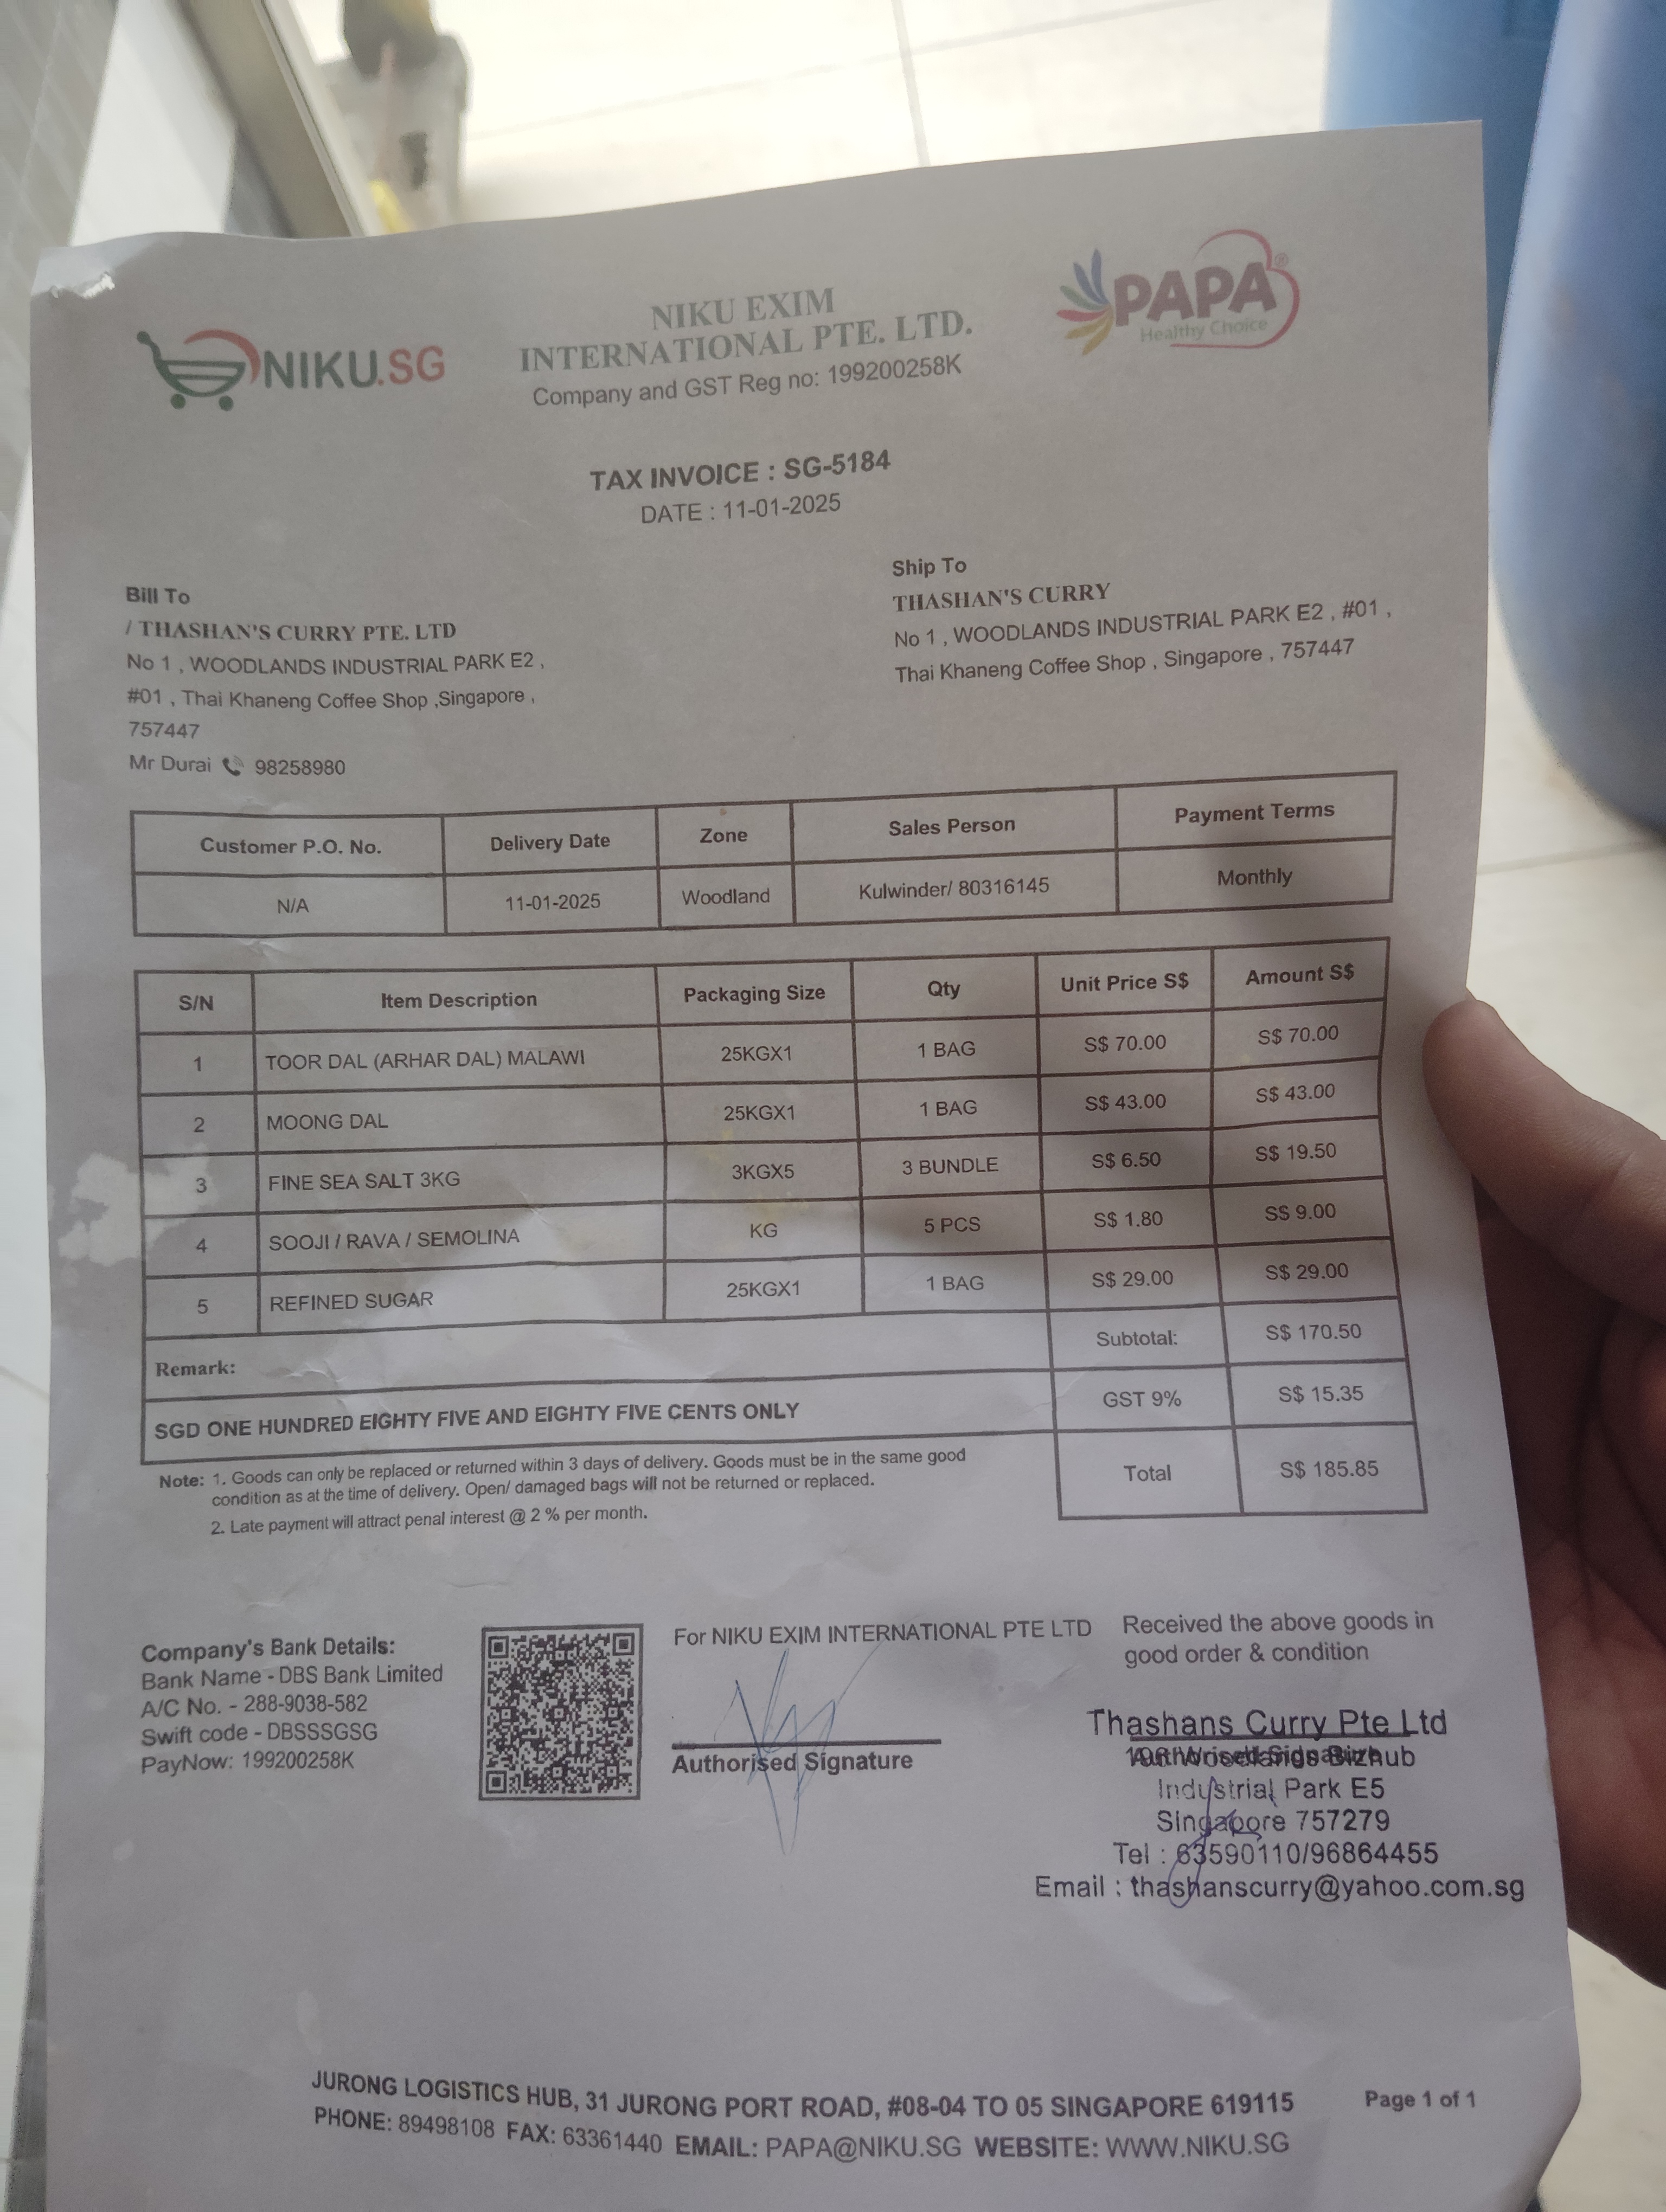 NIKU.SG
NIKU EXIM
INTERNATIONAL PTE. LTD.
Company and GST Reg no: 199200258K
PAPA®
Healthy Choice
TAX INVOICE : SG-5184
DATE : 11-01-2025
Bill To
/ THASHAN'S CURRY PTE. LTD
No 1 , WOODLANDS INDUSTRIAL PARK E2 ,
#01 , Thai Khaneng Coffee Shop ,Singapore ,
757447
Mr Durai 98258980
Ship To
THASHAN'S CURRY
No 1 , WOODLANDS INDUSTRIAL PARK E2 , #01 ,
Thai Khaneng Coffee Shop , Singapore , 757447
Customer P.O. No. Delivery Date Zone Sales Person Payment Terms
N/A 11-01-2025 Woodland Kulwinder/ 80316145 Monthly
S/N Item Description Packaging Size Qty Unit Price S$ Amount S$
1 TOOR DAL (ARHAR DAL) MALAWI 25KGX1 1 BAG S$ 70.00 S$ 70.00
2 MOONG DAL 25KGX1 1 BAG S$ 43.00 S$ 43.00
3 FINE SEA SALT 3KG 3KGX5 3 BUNDLE S$ 6.50 S$ 19.50
4 SOOJI / RAVA / SEMOLINA KG 5 PCS S$ 1.80 S$ 9.00
5 REFINED SUGAR 25KGX1 1 BAG S$ 29.00 S$ 29.00
Remark: Subtotal: S$ 170.50
SGD ONE HUNDRED EIGHTY FIVE AND EIGHTY FIVE CENTS ONLY GST 9% S$ 15.35
Total S$ 185.85
Note: 1. Goods can only be replaced or returned within 3 days of delivery. Goods must be in the same good
condition as at the time of delivery. Open/ damaged bags will not be returned or replaced.
2. Late payment will attract penal interest @ 2 % per month.
Company's Bank Details:
Bank Name - DBS Bank Limited
A/C No. - 288-9038-582
Swift code - DBSSSGSG
PayNow: 199200258K
For NIKU EXIM INTERNATIONAL PTE LTD
Authorised Signature
Received the above goods in
good order & condition
Thashans Curry Pte Ltd
Authorised Signature
196 Woodlands Bizhub
Industrial Park E5
Singapore 757279
Tel : 63590110/96864455
Email : thashanscurry@yahoo.com.sg
JURONG LOGISTICS HUB, 31 JURONG PORT ROAD, #08-04 TO 05 SINGAPORE 619115
PHONE: 89498108 FAX: 63361440 EMAIL: PAPA@NIKU.SG WEBSITE: WWW.NIKU.SG
Page 1 of 1